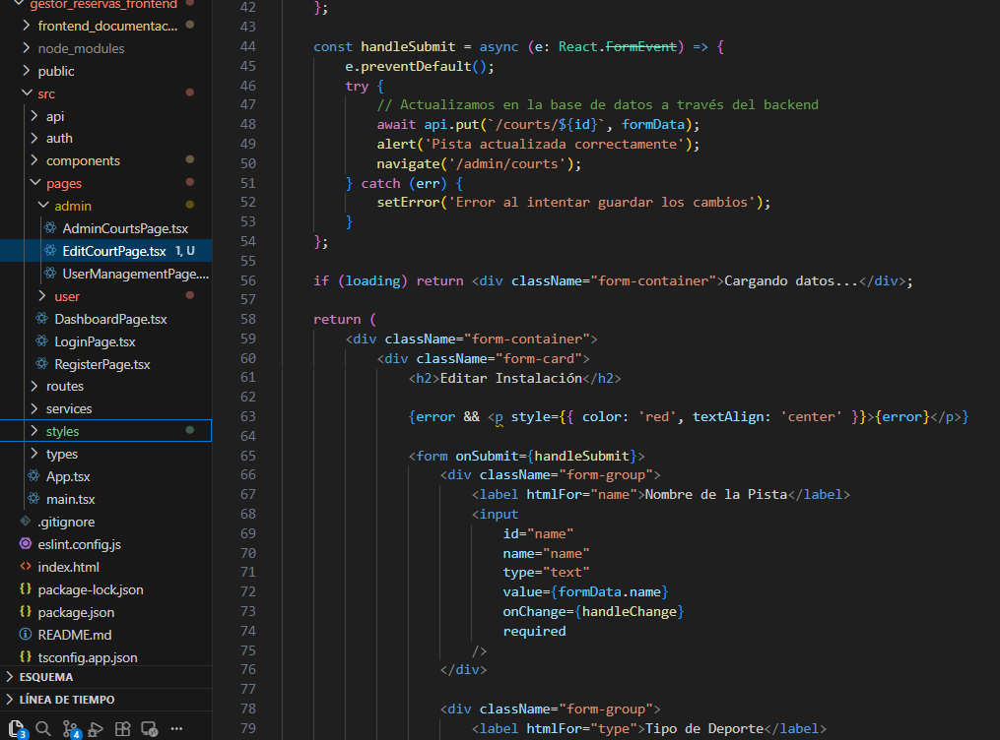 gestor_reservas_frontend
frontend_documentac...
node_modules
public
src
api
auth
components
pages
admin
AdminCourtsPage.tsx
EditCourtPage.tsx 1, U
UserManagementPage....
user
DashboardPage.tsx
LoginPage.tsx
RegisterPage.tsx
routes
services
styles
types
App.tsx
main.tsx
.gitignore
eslint.config.js
index.html
package-lock.json
package.json
README.md
tsconfig.app.json
ESQUEMA
LÍNEA DE TIEMPO
3
4
42 };
43
44 const handleSubmit = async (e: React.FormEvent) => {
45 e.preventDefault();
46 try {
47 // Actualizamos en la base de datos a través del backend
48 await api.put(`/courts/${id}`, formData);
49 alert('Pista actualizada correctamente');
50 navigate('/admin/courts');
51 } catch (err) {
52 setError('Error al intentar guardar los cambios');
53 }
54 };
55
56 if (loading) return <div className="form-container">Cargando datos...</div>;
57
58 return (
59 <div className="form-container">
60 <div className="form-card">
61 <h2>Editar Instalación</h2>
62
63 {error && <p style={{ color: 'red', textAlign: 'center' }}>{error}</p>}
64
65 <form onSubmit={handleSubmit}>
66 <div className="form-group">
67 <label htmlFor="name">Nombre de la Pista</label>
68 <input
69 id="name"
70 name="name"
71 type="text"
72 value={formData.name}
73 onChange={handleChange}
74 required
75 />
76 </div>
77
78 <div className="form-group">
79 <label htmlFor="type">Tipo de Deporte</label>